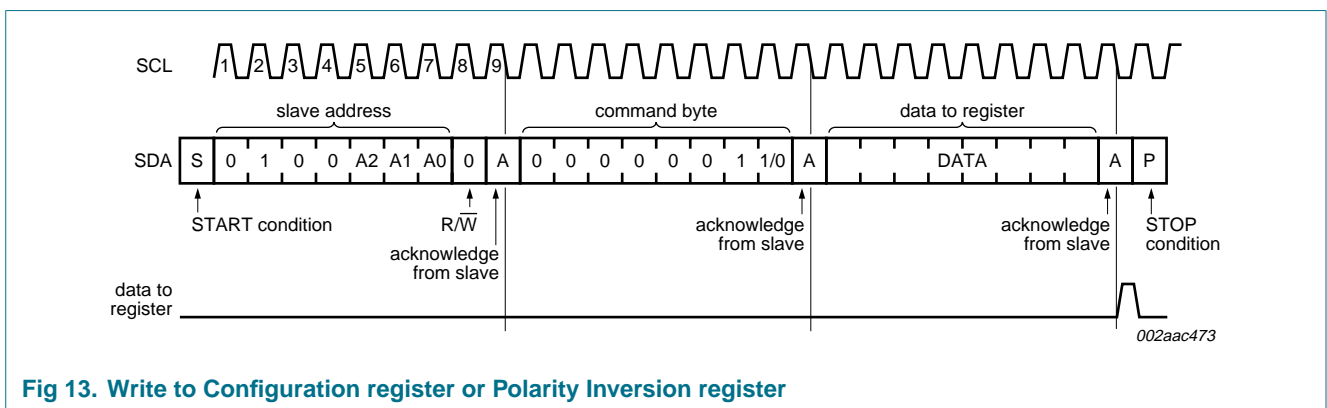 SCL 1 2 3 4 5 6 7 8 9
slave address command byte data to register
SDA S 0 1 0 0 A2 A1 A0 0 A 0 0 0 0 0 0 1 1/0 A DATA A P
START condition R/W̅ acknowledge from slave acknowledge from slave acknowledge from slave STOP condition
data to register
002aac473
Fig 13. Write to Configuration register or Polarity Inversion register